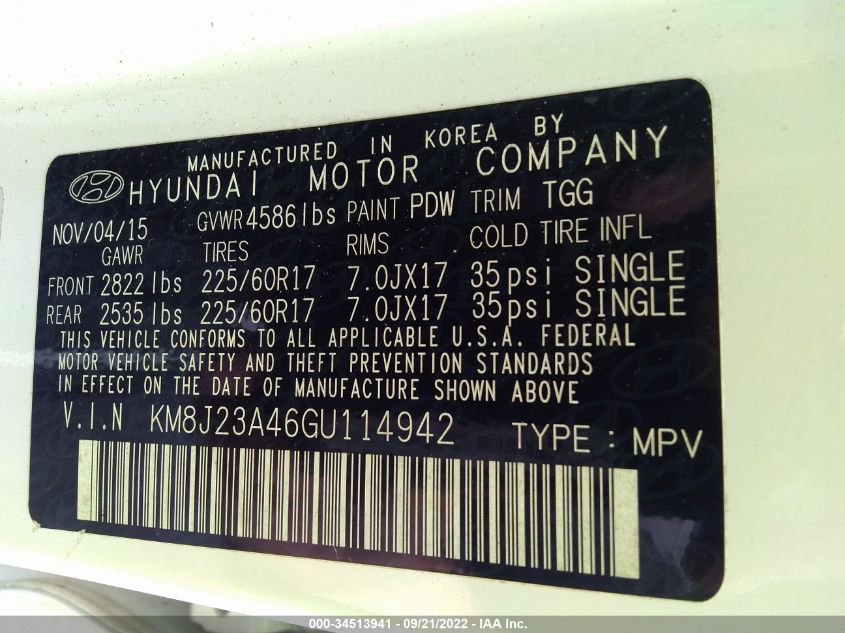 MANUFACTURED IN KOREA BY
HYUNDAI MOTOR COMPANY
NOV/04/15 GVWR 4586 lbs PAINT PDW TRIM TGG
GAWR TIRES RIMS COLD TIRE INFL
FRONT 2822 lbs 225/60R17 7.0JX17 35psi SINGLE
REAR 2535 lbs 225/60R17 7.0JX17 35psi SINGLE
THIS VEHICLE CONFORMS TO ALL APPLICABLE U.S.A. FEDERAL
MOTOR VEHICLE SAFETY AND THEFT PREVENTION STANDARDS
IN EFFECT ON THE DATE OF MANUFACTURE SHOWN ABOVE
V.I.N KM8J23A46GU114942 TYPE : MPV
000-34513941 - 09/21/2022 - IAA Inc.